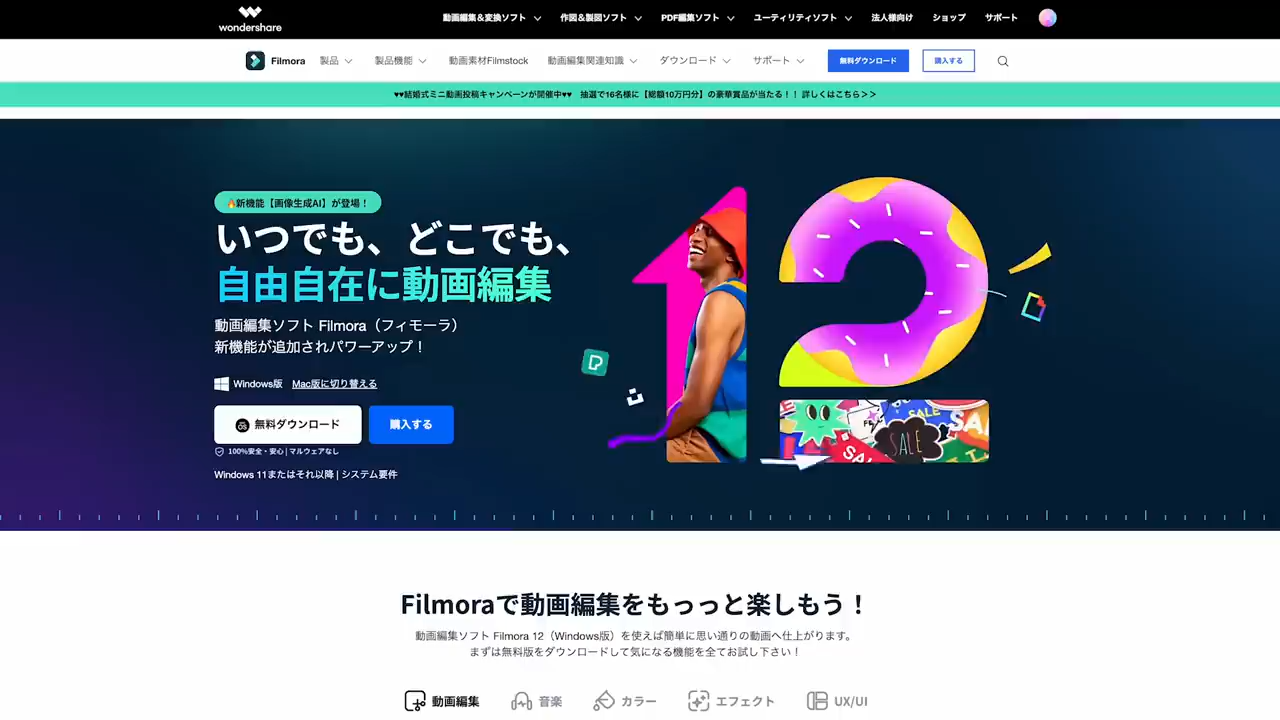 wondershare
動画編集&変換ソフト 作図&製図ソフト PDF編集ソフト ユーティリティソフト 法人様向け ショップ サポート
Filmora 製品 製品機能 動画素材Filmstock 動画編集関連知識 ダウンロード サポート 無料ダウンロード 購入する
♥♥結婚式ミニ動画投稿キャンペーンが開催中♥♥ 抽選で16名様に【総額10万円分】の豪華賞品が当たる！！ 詳しくはこちら＞＞
🔥新機能【画像生成AI】が登場！
いつでも、どこでも、
自由自在に動画編集
動画編集ソフト Filmora（フィモーラ）
新機能が追加されパワーアップ！
Windows版 Mac版に切り替える
無料ダウンロード 購入する
100%安全・安心 | マルウェアなし
Windows 11またはそれ以降 | システム要件
12
SALE
SALE
Filmoraで動画編集をもっっと楽しもう！
動画編集ソフト Filmora 12（Windows版）を使えば簡単に思い通りの動画へ仕上がります。
まずは無料版をダウンロードして気になる機能を全てお試し下さい！
動画編集 音楽 カラー エフェクト UX/UI